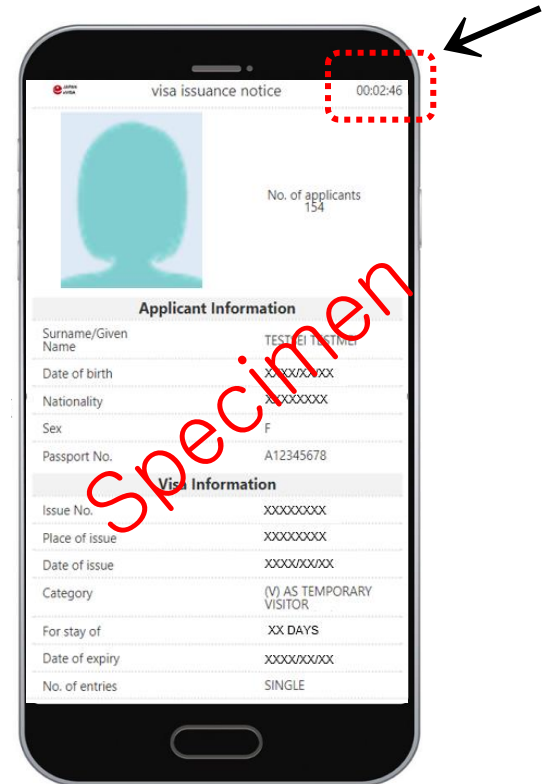 e JAPAN eVISA
visa issuance notice 00:02:46
No. of applicants
154
Applicant Information
Surname/Given
Name
TESTSEI TESTMEI
Date of birth XXXX/XX/XX
Nationality XXXXXXXX
Sex F
Passport No. A12345678
Visa Information
Issue No. XXXXXXXX
Place of issue XXXXXXXX
Date of issue XXXX/XX/XX
Category (V) AS TEMPORARY
VISITOR
For stay of XX DAYS
Date of expiry XXXX/XX/XX
No. of entries SINGLE
Specimen